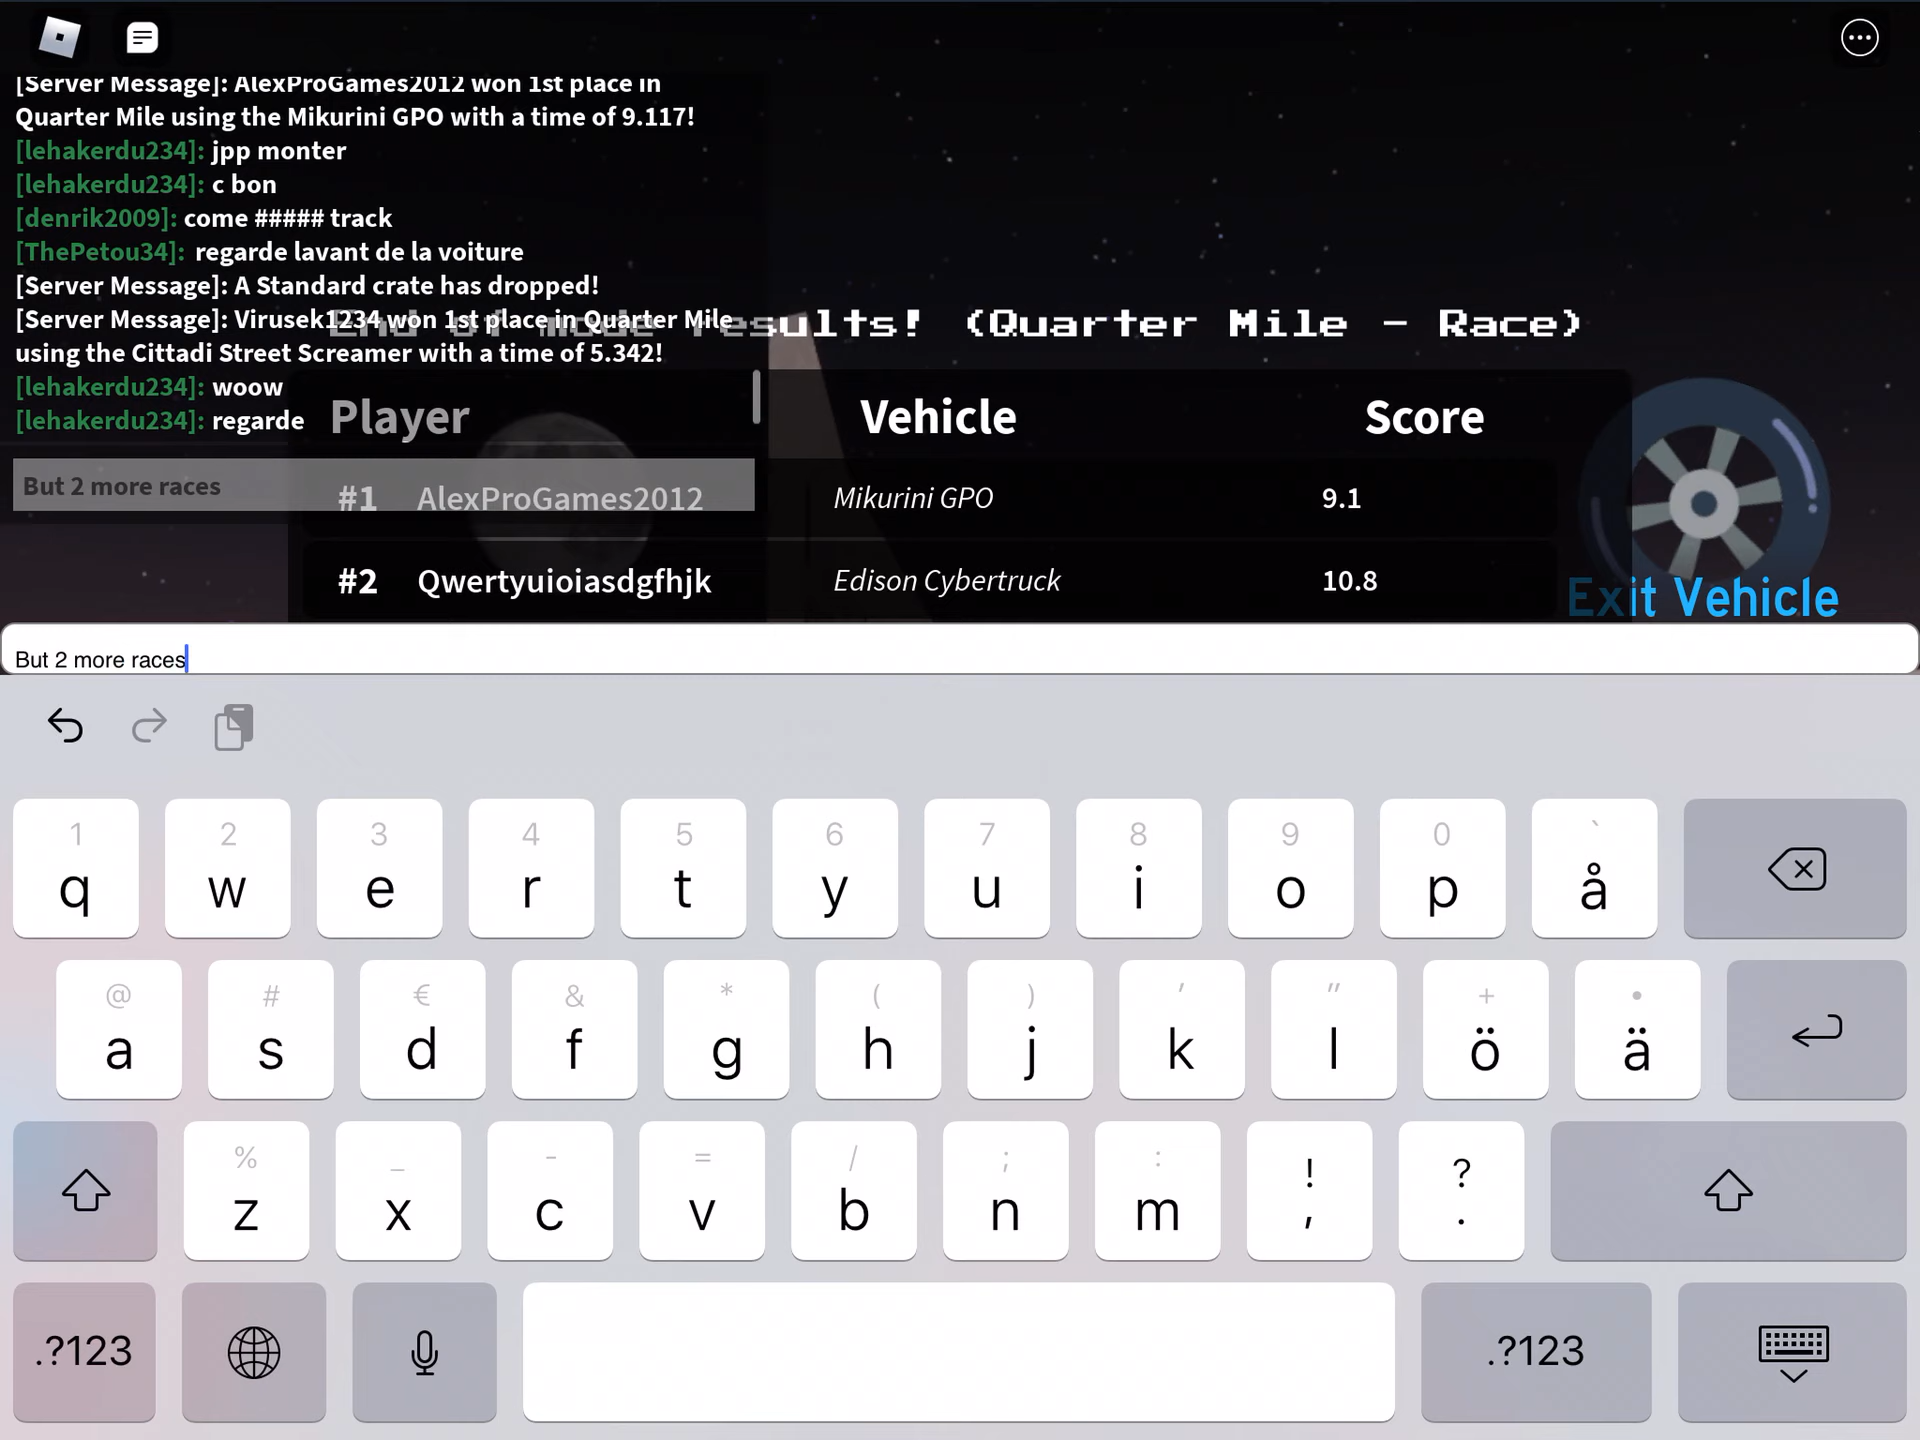 [Server Message]: AlexProGames2012 won 1st place in
Quarter Mile using the Mikurini GPO with a time of 9.117!
[lehakerdu234]: jpp monter
[lehakerdu234]: c bon
[denrik2009]: come ##### track
[ThePetou34]: regarde lavant de la voiture
[Server Message]: A Standard crate has dropped!
[Server Message]: Virusek1234 won 1st place in Quarter Mile
using the Cittadi Street Screamer with a time of 5.342!
[lehakerdu234]: woow
[lehakerdu234]: regarde
But 2 more races
End of mode results! (Quarter Mile - Race)
Player Vehicle Score
#1 AlexProGames2012 Mikurini GPO 9.1
#2 Qwertyuioiasdgfhjk Edison Cybertruck 10.8
Exit Vehicle
But 2 more races
1 2 3 4 5 6 7 8 9 0 `
q w e r t y u i o p å
@ # € & * ( ) ' " + •
a s d f g h j k l ö ä
% _ - = / ; : ! ?
z x c v b n m , .
.?123 .?123